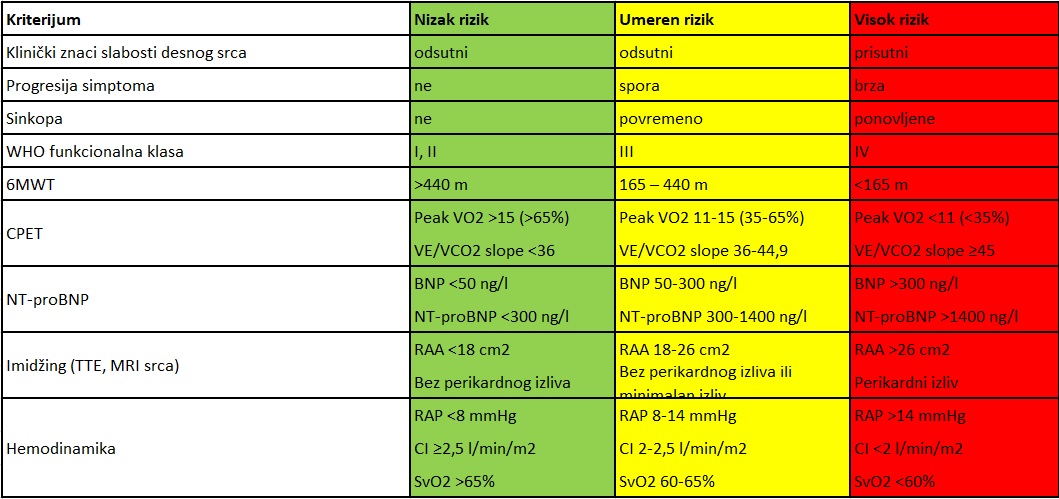 Kriterijum Nizak rizik Umeren rizik Visok rizik
Klinički znaci slabosti desnog srca odsutni odsutni prisutni
Progresija simptoma ne spora brza
Sinkopa ne povremeno ponovljene
WHO funkcionalna klasa I, II III IV
6MWT >440 m 165 – 440 m <165 m
CPET
Peak VO2 >15 (>65%) Peak VO2 11-15 (35-65%) Peak VO2 <11 (<35%)
VE/VCO2 slope <36 VE/VCO2 slope 36-44,9 VE/VCO2 slope ≥45
NT-proBNP
BNP <50 ng/l BNP 50-300 ng/l BNP >300 ng/l
NT-proBNP <300 ng/l NT-proBNP 300-1400 ng/l NT-proBNP >1400 ng/l
Imidžing (TTE, MRI srca)
RAA <18 cm2 RAA 18-26 cm2 RAA >26 cm2
Bez perikardnog izliva Bez perikardnog izliva ili Perikardni izliv
minimalan izliv
Hemodinamika
RAP <8 mmHg RAP 8-14 mmHg RAP >14 mmHg
CI ≥2,5 l/min/m2 CI 2-2,5 l/min/m2 CI <2 l/min/m2
SvO2 >65% SvO2 60-65% SvO2 <60%